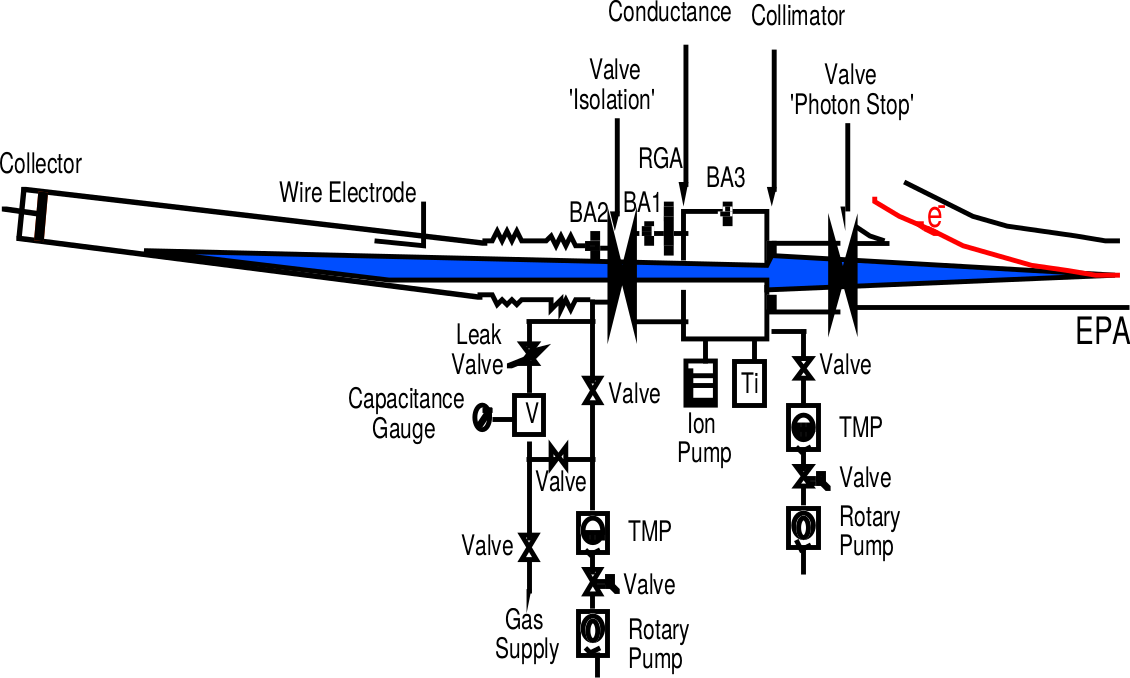 Conductance
Collimator
Valve
'Isolation'
Valve
'Photon Stop'
RGA
BA3
Collector
Wire Electrode
BA2
BA1
e-
EPA
Leak
Valve
Capacitance
Gauge
V
Valve
Ion
Pump
Ti
Valve
TMP
Valve
Rotary
Pump
Valve
Valve
TMP
Valve
Gas
Supply
Rotary
Pump